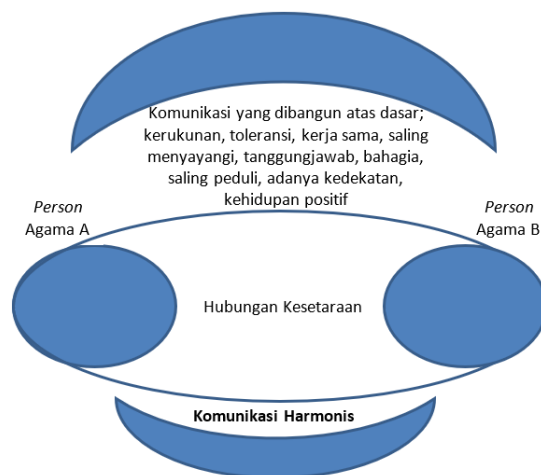 Komunikasi yang dibangun atas dasar;
kerukunan, toleransi, kerja sama, saling
menyayangi, tanggungjawab, bahagia,
saling peduli, adanya kedekatan,
kehidupan positif
Person
Agama A
Person
Agama B
Hubungan Kesetaraan
Komunikasi Harmonis